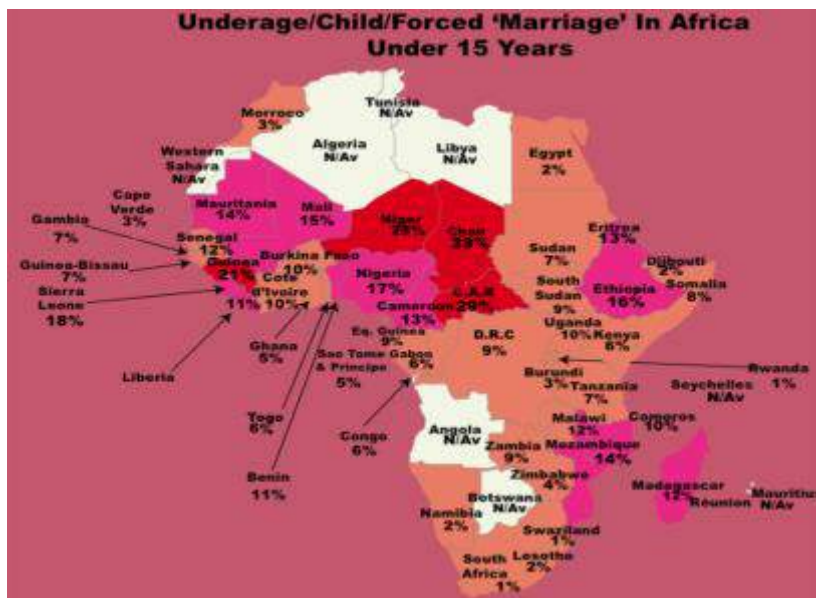 Underage/Child/Forced 'Marriage' In Africa
Under 15 Years
Tunisia
N/Av
Morroco
3%
Algeria
N/Av
Libya
N/Av
Egypt
2%
Western
Sahara
N/Av
Cape
Verde
3%
Mauritania
14%
Mali
15%
Niger
Chad
Sudan
7%
Eritrea
13%
Gambia
7%
Senegal
12%
Guinea-Bissau
7%
Guinea
21%
Burkina Faso
10%
Nigeria
17%
Djibouti
2%
Somalia
8%
Ethiopia
16%
South
Sudan
9%
Sierra
Leone
18%
11%
Cote
d'Ivoire
10%
C.A.R
Cameroon
13%
Ghana
5%
Eq. Guinea
9%
D.R.C
9%
Uganda
10%
Kenya
6%
Liberia
Sao Tome
& Principe
5%
Gabon
6%
Rwanda
1%
Burundi
3%
Seychelles
N/Av
Tanzania
7%
Togo
6%
Congo
6%
Benin
11%
Angola
N/Av
Malawi
12%
Comoros
10%
Zambia
9%
Mozambique
14%
Zimbabwe
4%
Madagascar
12%
Réunion
Mauritius
N/Av
Botswana
N/Av
Namibia
2%
Swaziland
1%
South
Africa
1%
Lesotho
2%